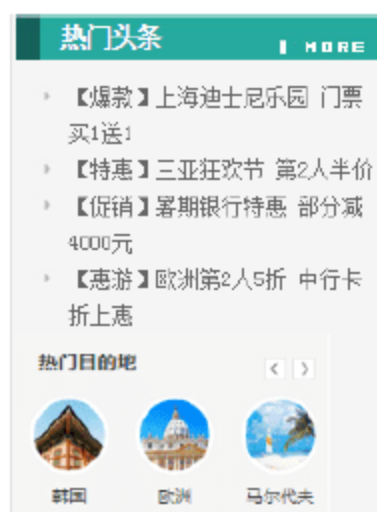 热门头条
MORE
【爆款】上海迪士尼乐园 门票
买1送1
【特惠】三亚狂欢节 第2人半价
【促销】暑期银行特惠 部分减
4000元
【惠游】欧洲第2人5折 中行卡
折上惠
热门目的地
韩国 欧洲 马尔代夫